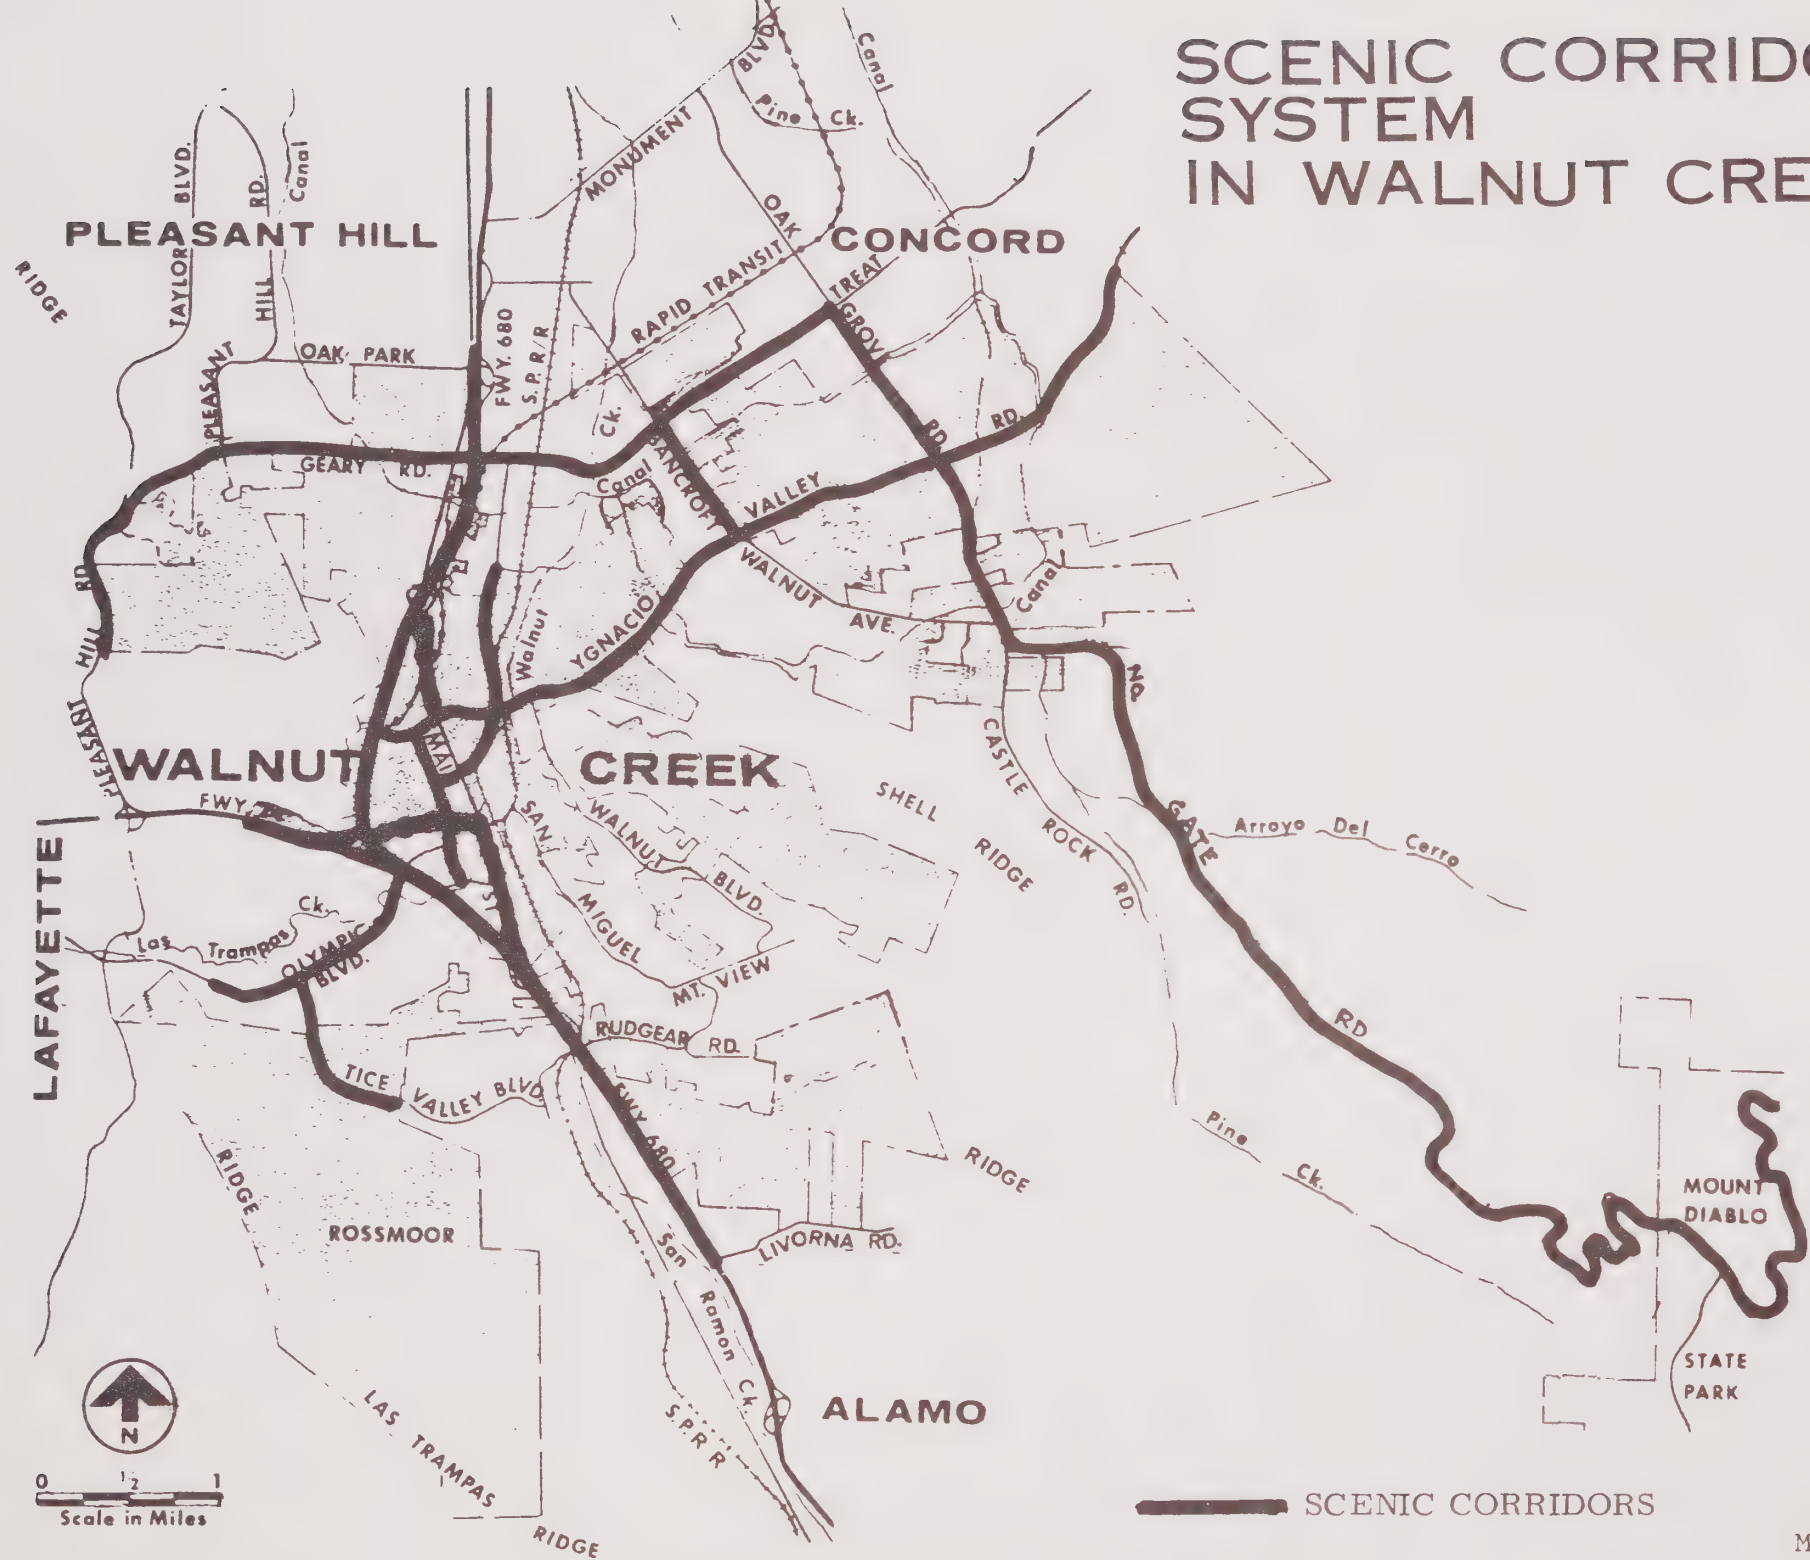 SCENIC CORRIDO
SYSTEM
IN WALNUT CRE
BLVD.
Canal
Pine Ck.
MONUMENT
TAYLOR BLVD.
HILL RD.
Canal
OAK
PLEASANT HILL
CONCORD
RIDGE
RAPID TRANSIT
TREAT
GROV
FWY. 680
S.P.R/R
PLEASANT
OAK PARK
Ck.
RD.
RD.
GEARY RD.
Canal
BANCROFT
VALLEY
WALNUT
AVE.
Canal
HILL RD.
PLEASANT
Walnut
YGNACIO
NO.
WALNUT CREEK
MAI
FWY.
SAN
MIGUEL
WALNUT
BLVD.
SHELL
RIDGE
CASTLE
ROCK
RD.
GATE
Arroyo Del Cerro
LAFAYETTE
ST
Las Trampas Ck.
OLYMPIC
BLVD.
MT. VIEW
RUDGEAR RD.
RD
TICE VALLEY BLVD.
FWY. 680
Pine Ck.
RIDGE
RIDGE
ROSSMOOR
San Ramon Ck.
LIVORNA RD.
MOUNT
DIABLO
STATE
PARK
LAS TRAMPAS
RIDGE
S.P.R R
ALAMO
N
0 1/2 1
Scale in Miles
SCENIC CORRIDORS
M